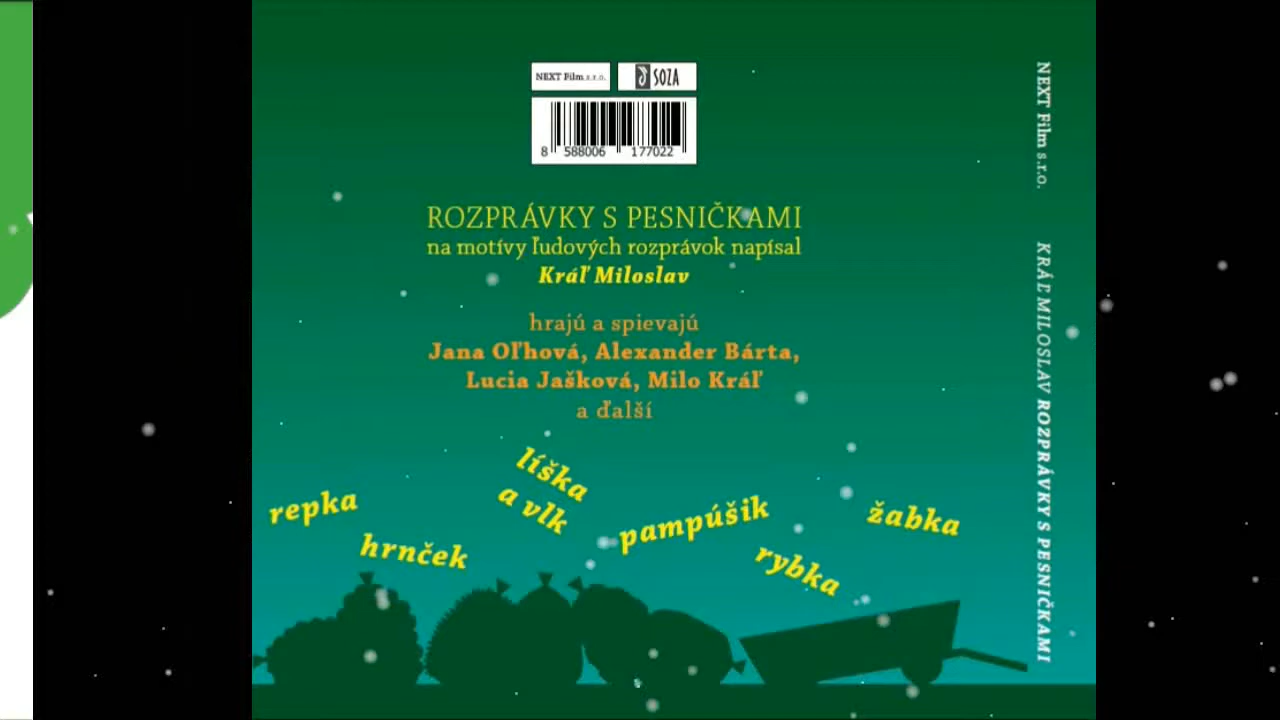 NEXT Film s.r.o.
SOZA
8 588006 177022
ROZPRÁVKY S PESNIČKAMI
na motívy ľudových rozprávok napísal
Kráľ Miloslav
hrajú a spievajú
Jana Oľhová, Alexander Bárta,
Lucia Jašková, Milo Kráľ
a ďalší
repka
hrnček
líška
a vlk
pampúšik
rybka
žabka
NEXT Film s.r.o.
KRÁĽ MILOSLAV ROZPRÁVKY S PESNIČKAMI